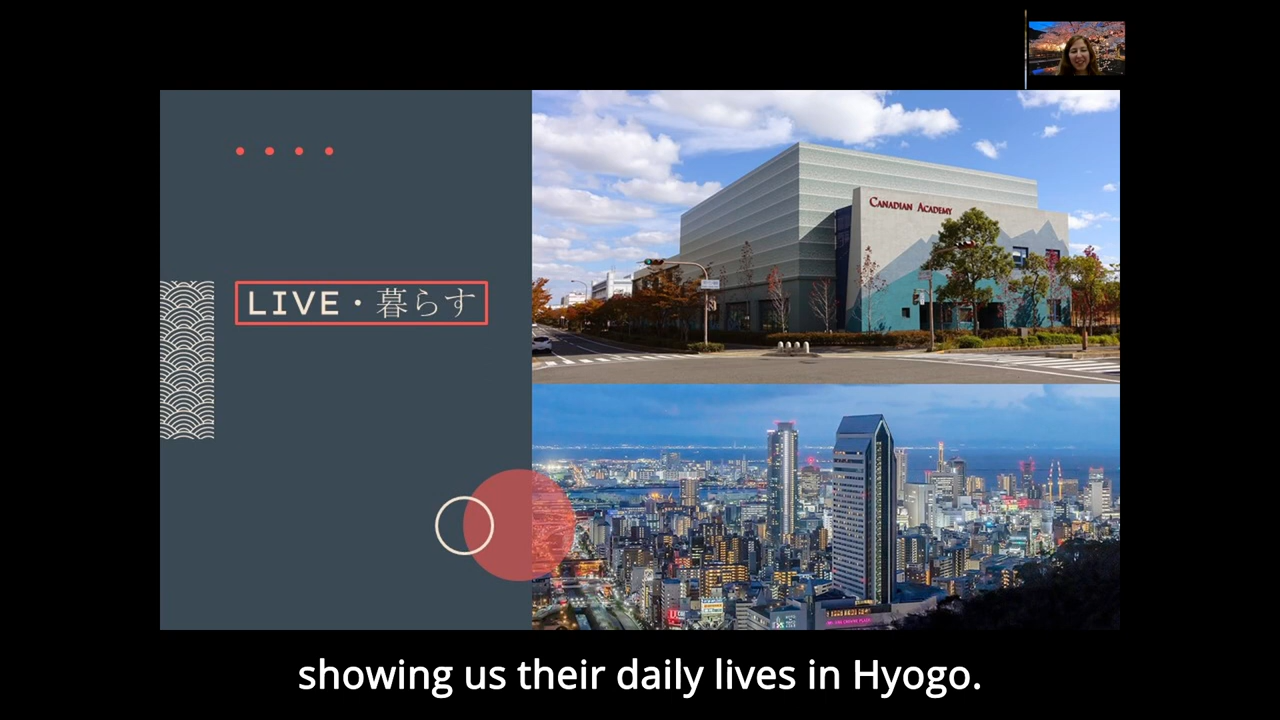 LIVE・暮らす
CANADIAN ACADEMY
showing us their daily lives in Hyogo.